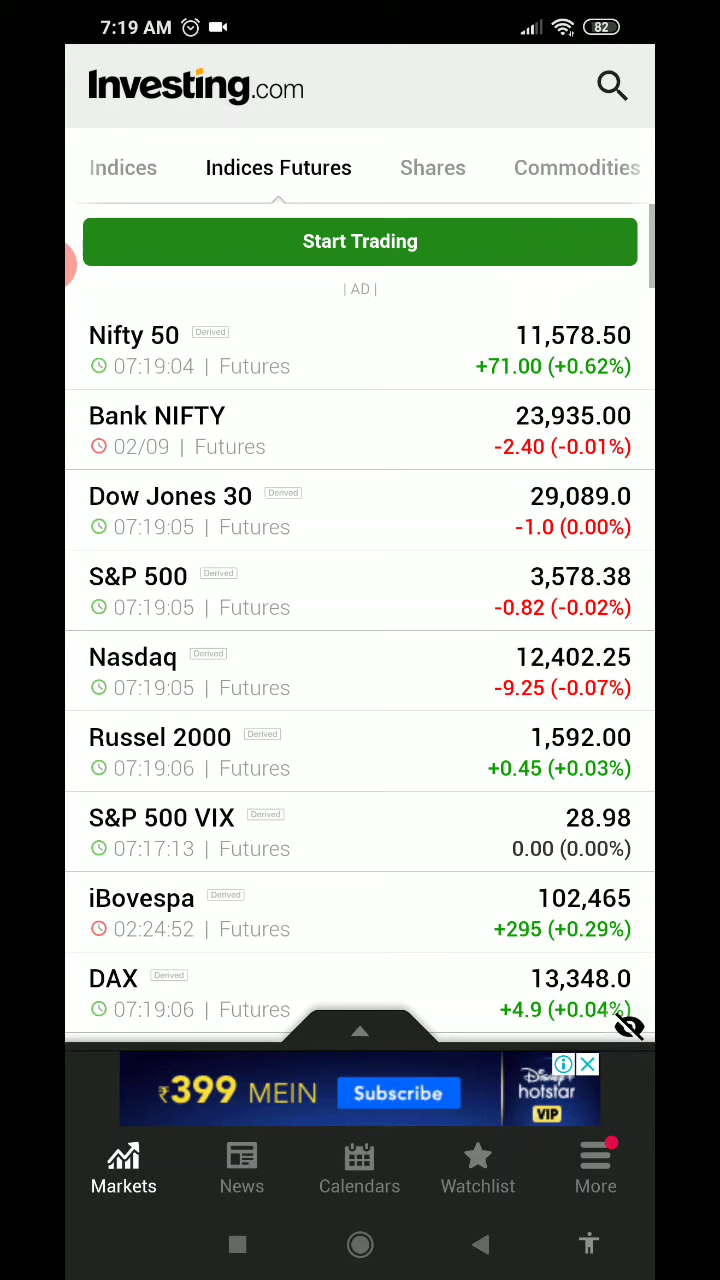 7:19 AM 82
Investing.com
Indices Indices Futures Shares Commodities
Start Trading
| AD |
Nifty 50 Derived 11,578.50
07:19:04 | Futures +71.00 (+0.62%)
Bank NIFTY 23,935.00
02/09 | Futures -2.40 (-0.01%)
Dow Jones 30 Derived 29,089.0
07:19:05 | Futures -1.0 (0.00%)
S&P 500 Derived 3,578.38
07:19:05 | Futures -0.82 (-0.02%)
Nasdaq Derived 12,402.25
07:19:05 | Futures -9.25 (-0.07%)
Russel 2000 Derived 1,592.00
07:19:06 | Futures +0.45 (+0.03%)
S&P 500 VIX Derived 28.98
07:17:13 | Futures 0.00 (0.00%)
iBovespa Derived 102,465
02:24:52 | Futures +295 (+0.29%)
DAX Derived 13,348.0
07:19:06 | Futures +4.9 (+0.04%)
₹399 MEIN Subscribe Disney+
hotstar
VIP
Markets News Calendars Watchlist More